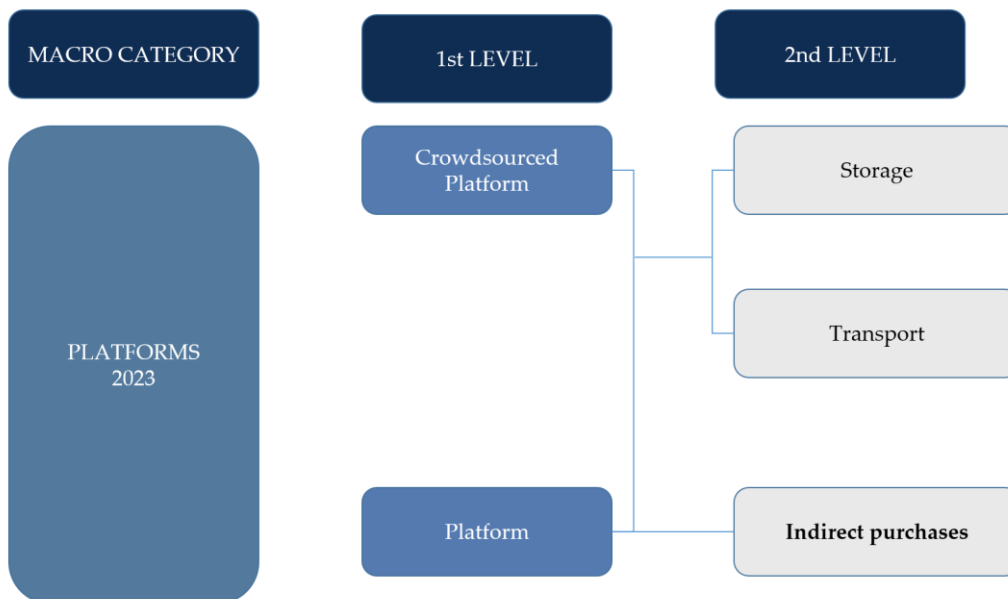 MACRO CATEGORY
1st LEVEL
2nd LEVEL
Crowdsourced
Platform
Storage
Transport
PLATFORMS
2023
Platform
Indirect purchases